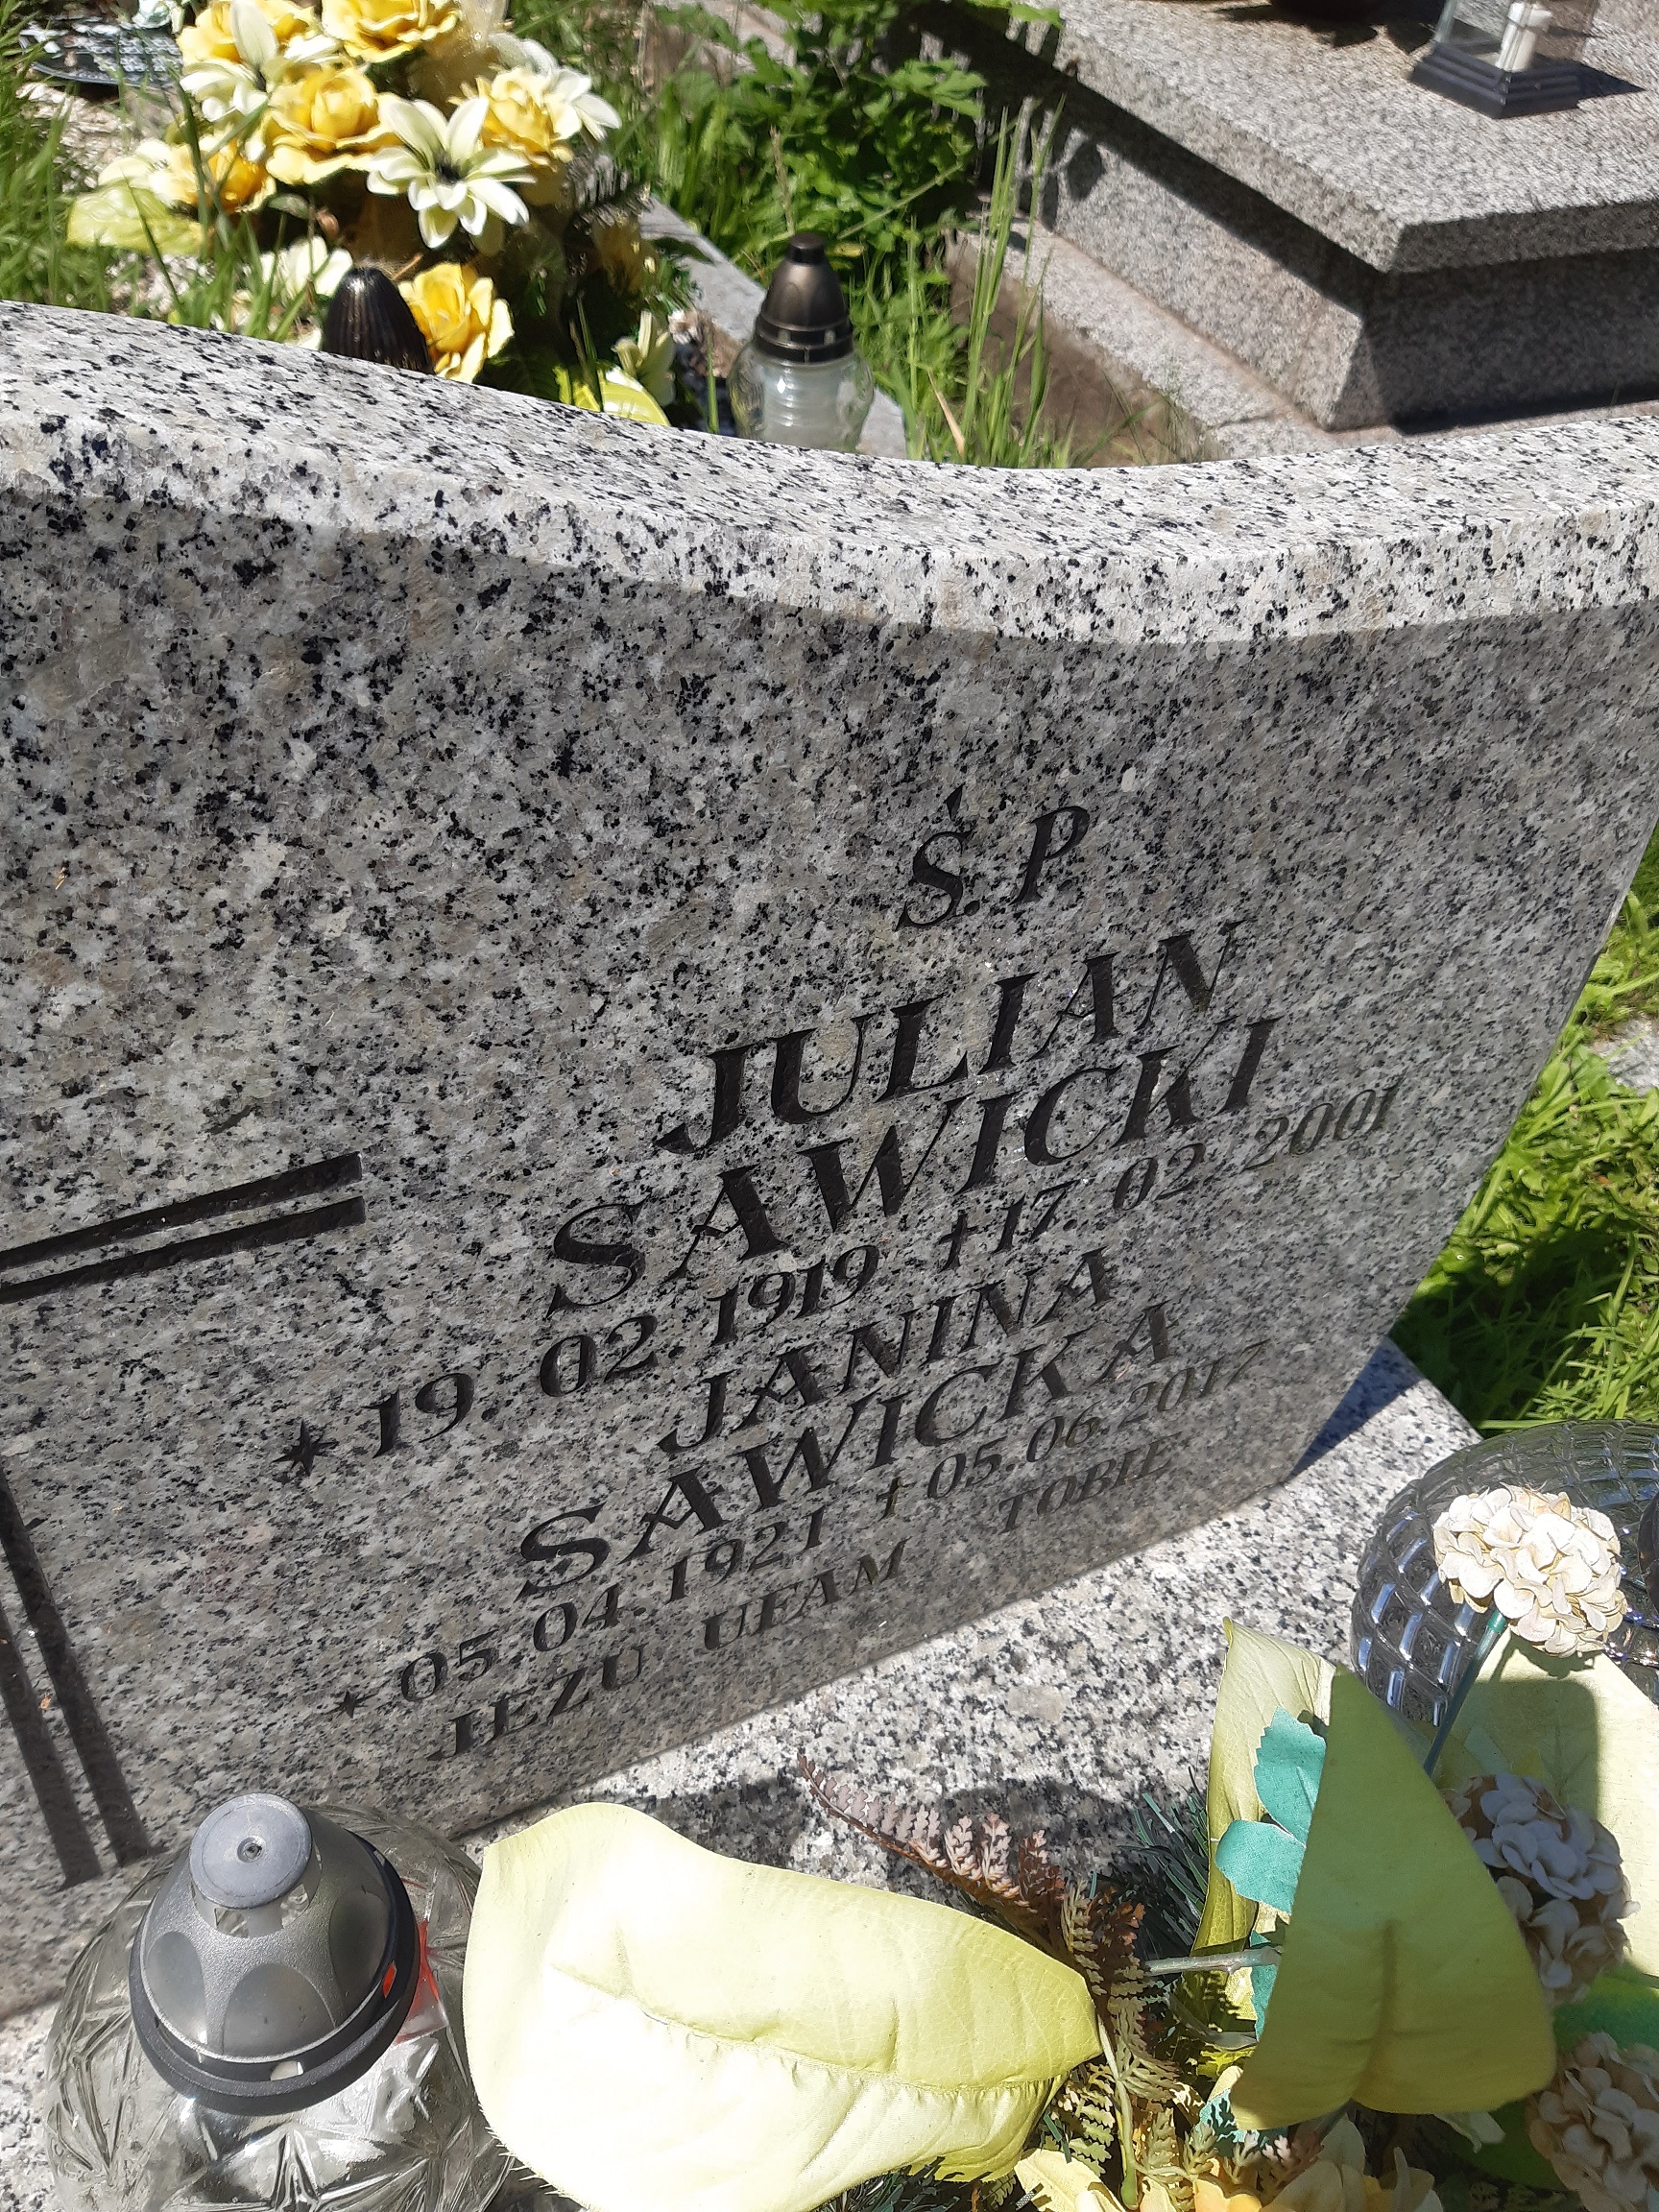 Ś.P
JULIAN
SAWICKI
★ 19. 02. 1919 ✝ 17. 02. 2001
JANINA
SAWICKA
★ 05.04.1921 ✝ 05.06.2017
JEZU UFAM TOBIE